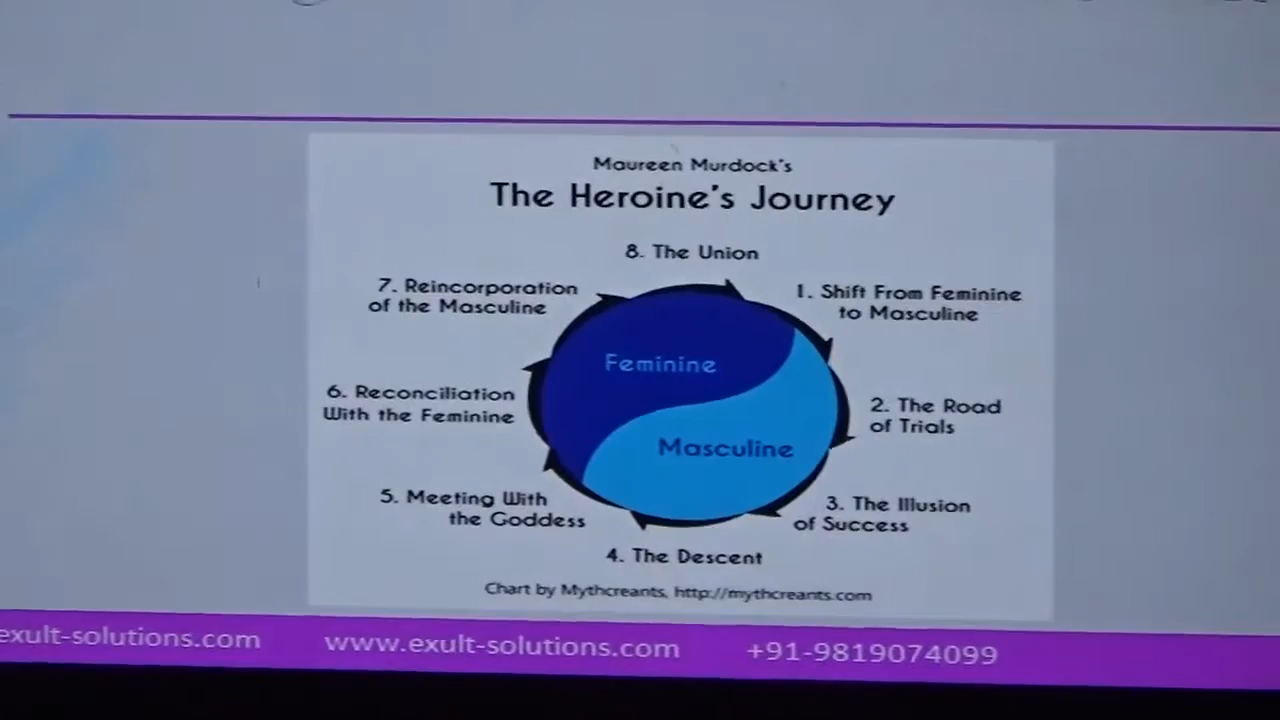 Maureen Murdock's
The Heroine's Journey
8. The Union
7. Reincorporation
of the Masculine
1. Shift From Feminine
to Masculine
Feminine
6. Reconciliation
With the Feminine
2. The Road
of Trials
Masculine
5. Meeting With
the Goddess
3. The Illusion
of Success
4. The Descent
Chart by Mythcreants, http://mythcreants.com
exult-solutions.com www.exult-solutions.com +91-9819074099